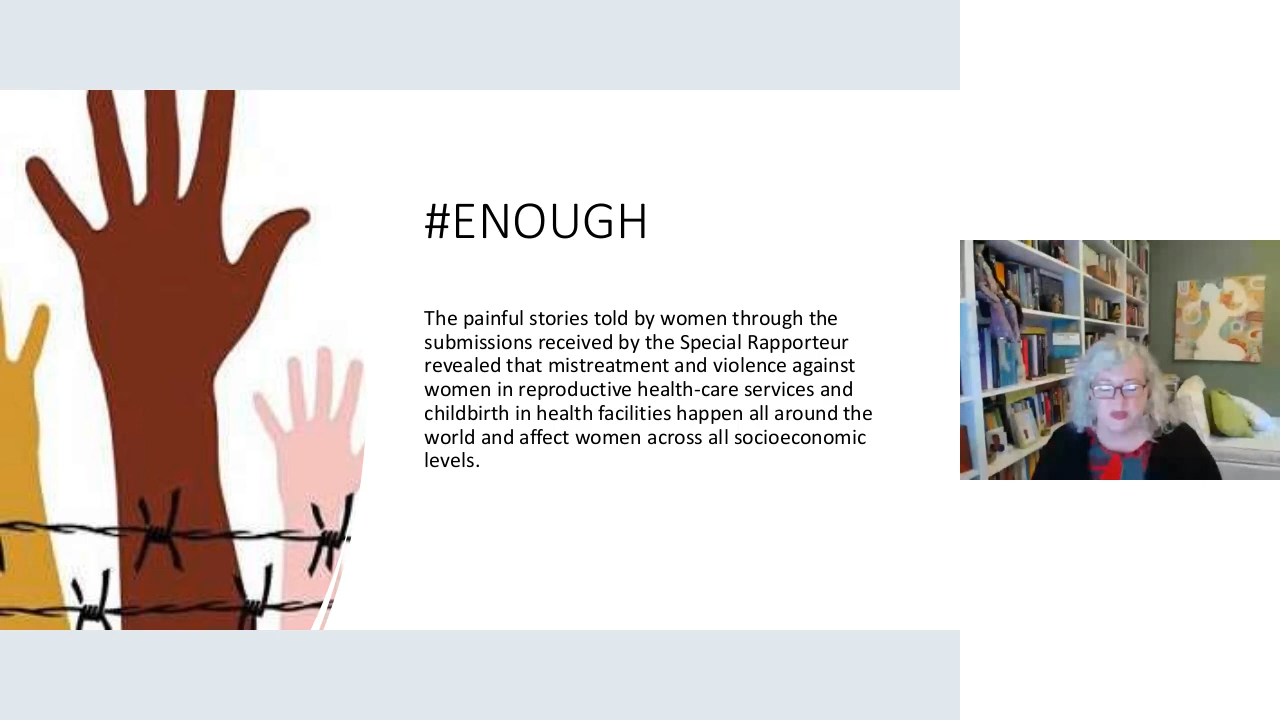 #ENOUGH
The painful stories told by women through the
submissions received by the Special Rapporteur
revealed that mistreatment and violence against
women in reproductive health-care services and
childbirth in health facilities happen all around the
world and affect women across all socioeconomic
levels.